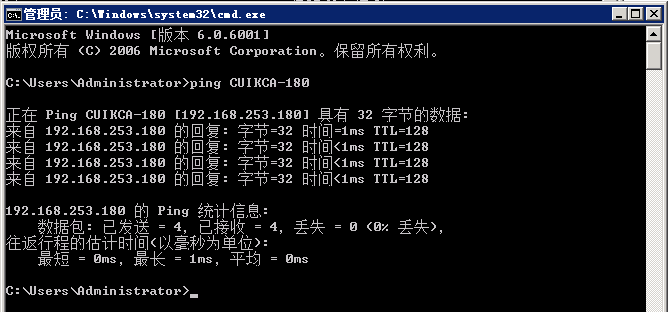 管理员: C:\Windows\system32\cmd.exe
Microsoft Windows [版本 6.0.6001]
版权所有 (C) 2006 Microsoft Corporation。保留所有权利。
C:\Users\Administrator>ping CUIKCA-180
正在 Ping CUIKCA-180 [192.168.253.180] 具有 32 字节的数据:
来自 192.168.253.180 的回复: 字节=32 时间=1ms TTL=128
来自 192.168.253.180 的回复: 字节=32 时间<1ms TTL=128
来自 192.168.253.180 的回复: 字节=32 时间<1ms TTL=128
来自 192.168.253.180 的回复: 字节=32 时间<1ms TTL=128
192.168.253.180 的 Ping 统计信息:
数据包: 已发送 = 4, 已接收 = 4, 丢失 = 0 (0% 丢失),
往返行程的估计时间(以毫秒为单位):
最短 = 0ms, 最长 = 1ms, 平均 = 0ms
C:\Users\Administrator>_